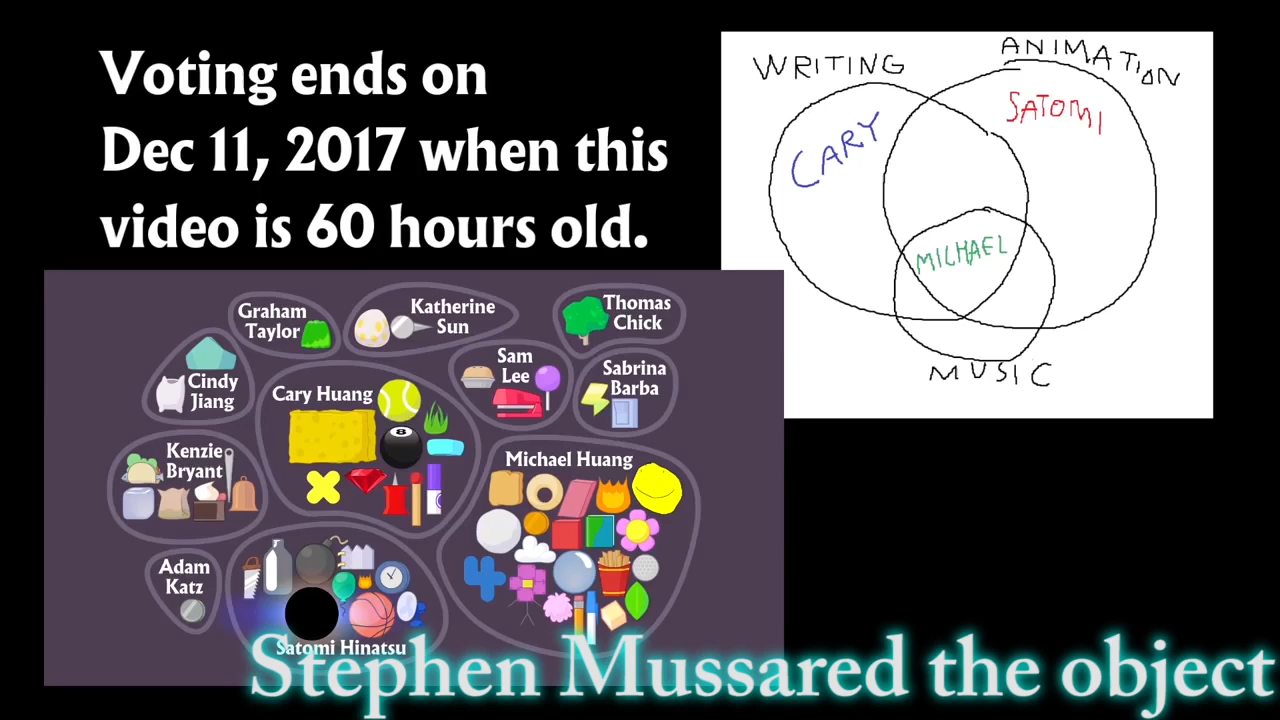 Voting ends on
Dec 11, 2017 when this
video is 60 hours old.
WRITING
ANIMATION
CARY
SATOMI
MICHAEL
MUSIC
Graham
Taylor
Katherine
Sun
Thomas
Chick
Cindy
Jiang
Cary Huang
Sam
Lee
Sabrina
Barba
Kenzie
Bryant
8
Michael Huang
Adam
Katz
Satomi Hinatsu
Stephen Mussared the object